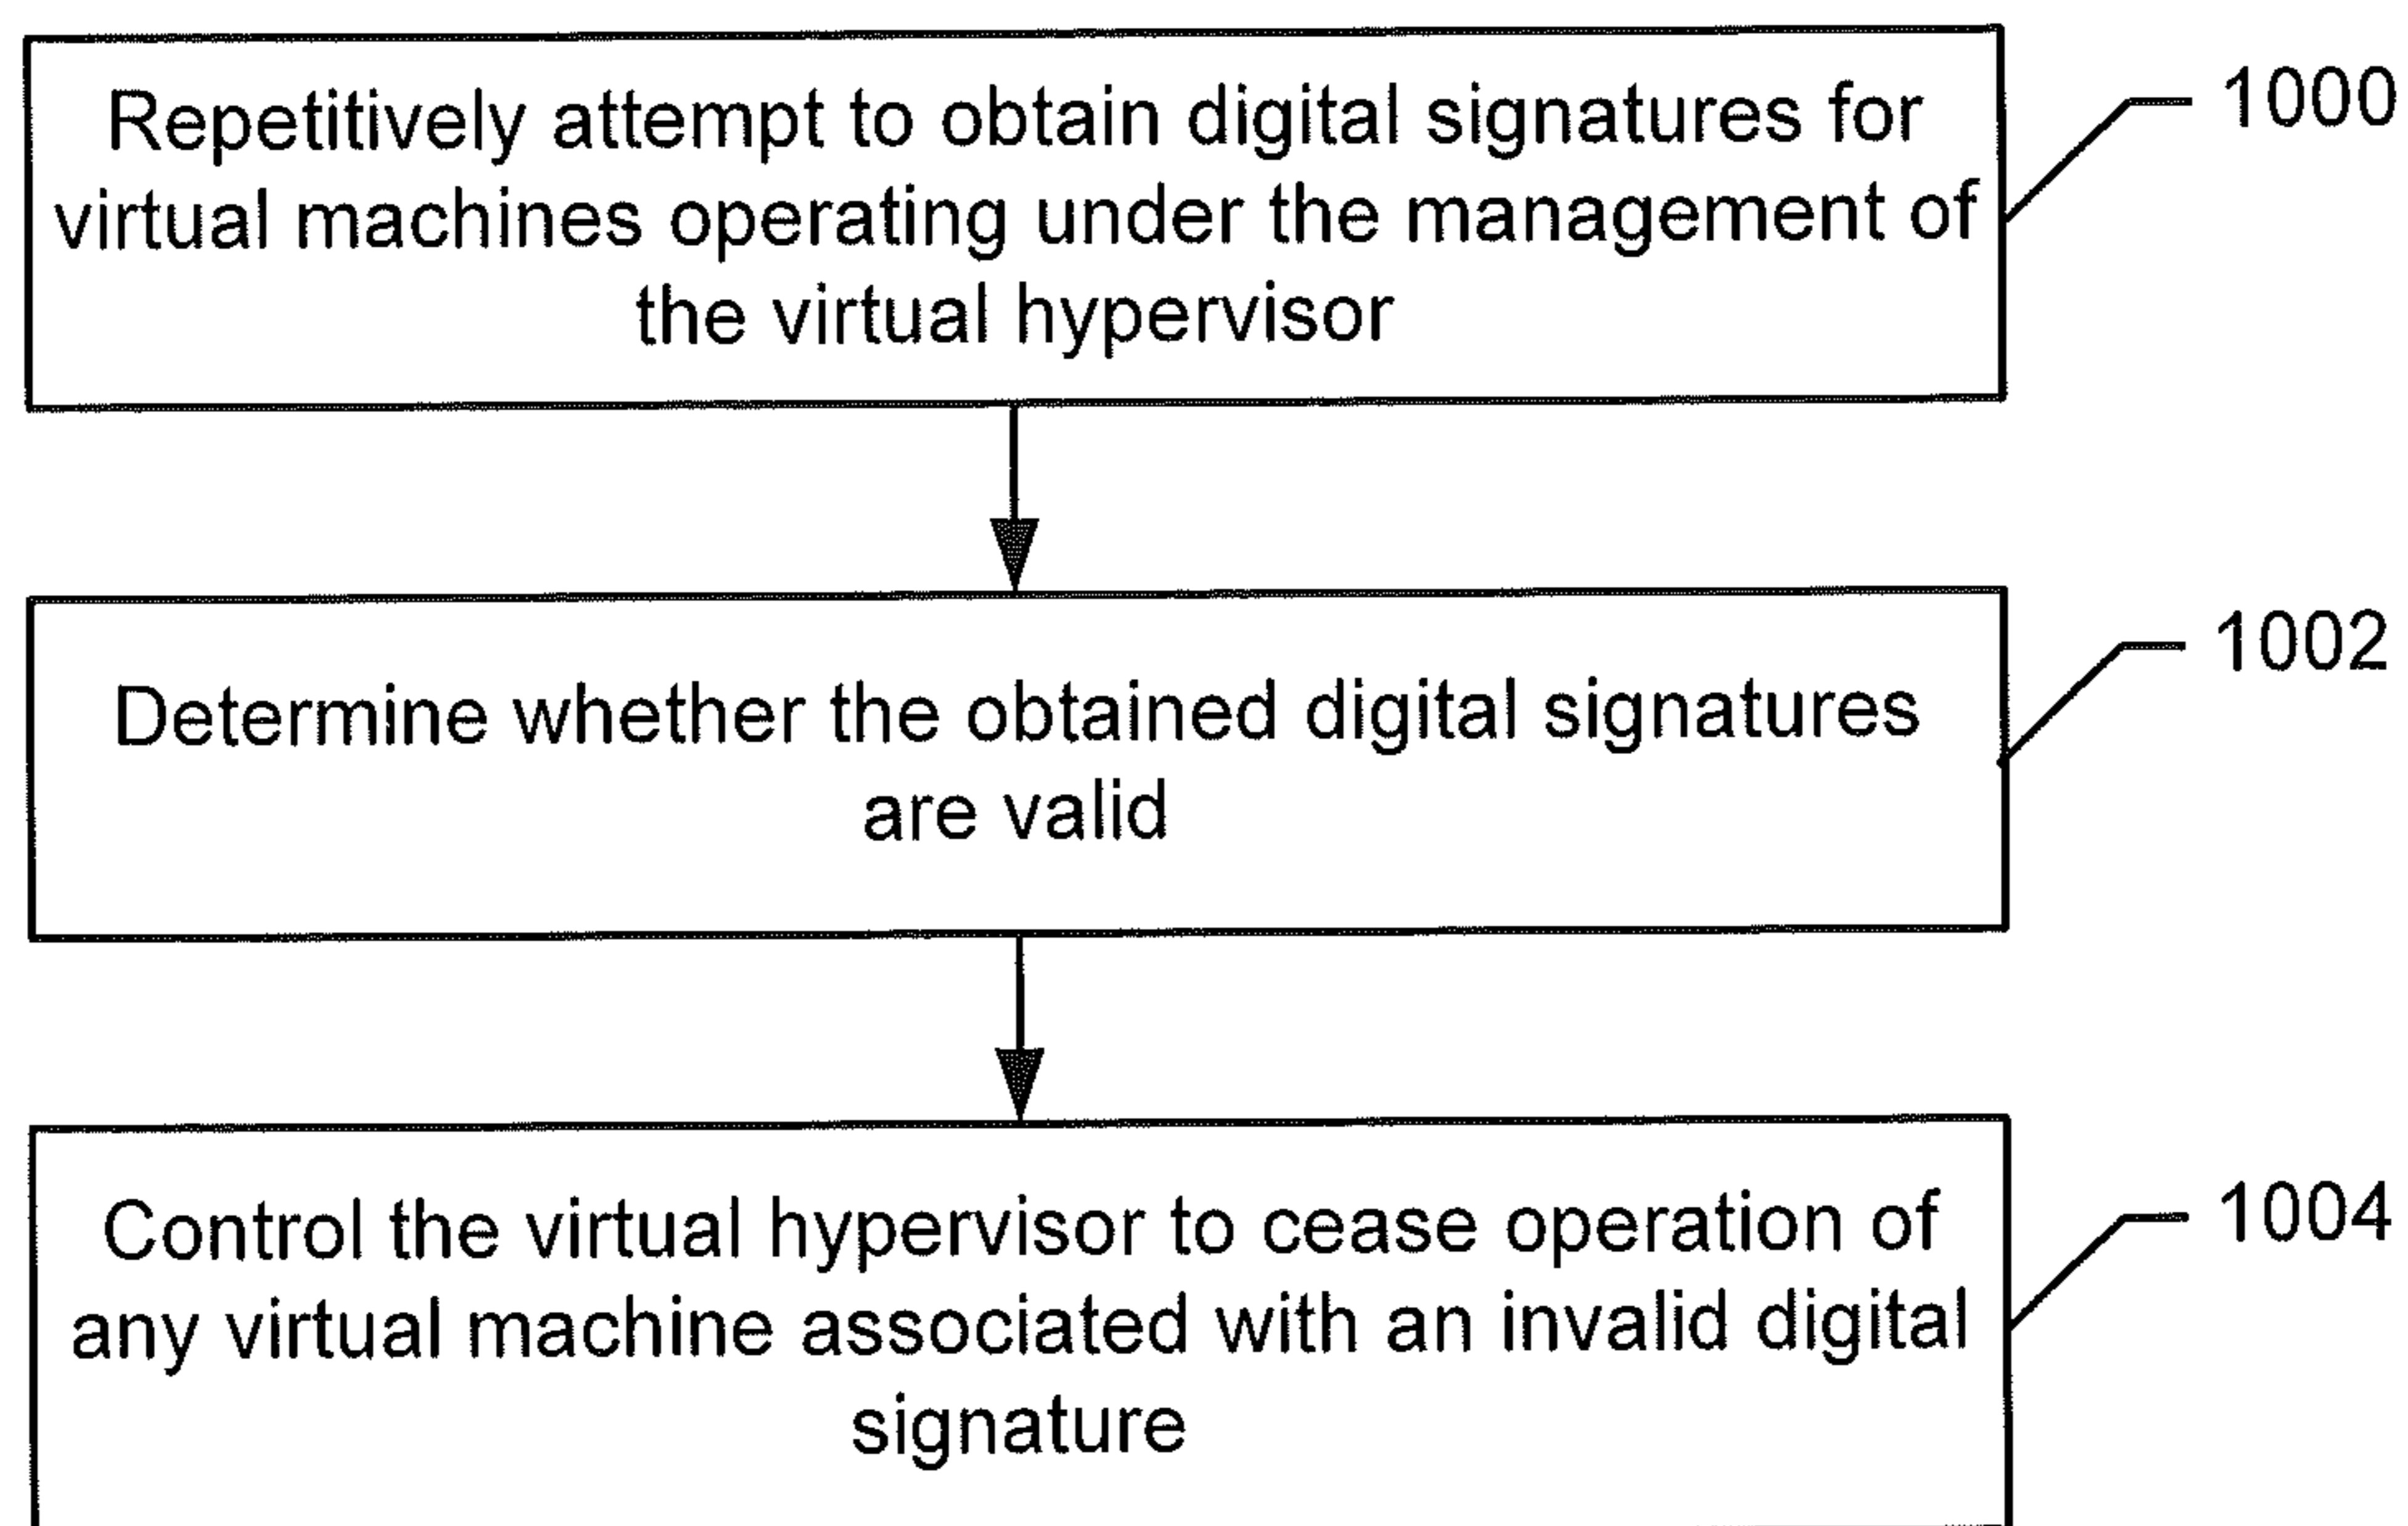 Repetitively attempt to obtain digital signatures for
virtual machines operating under the management of
the virtual hypervisor
1000
Determine whether the obtained digital signatures
are valid
1002
Control the virtual hypervisor to cease operation of
any virtual machine associated with an invalid digital
signature
1004